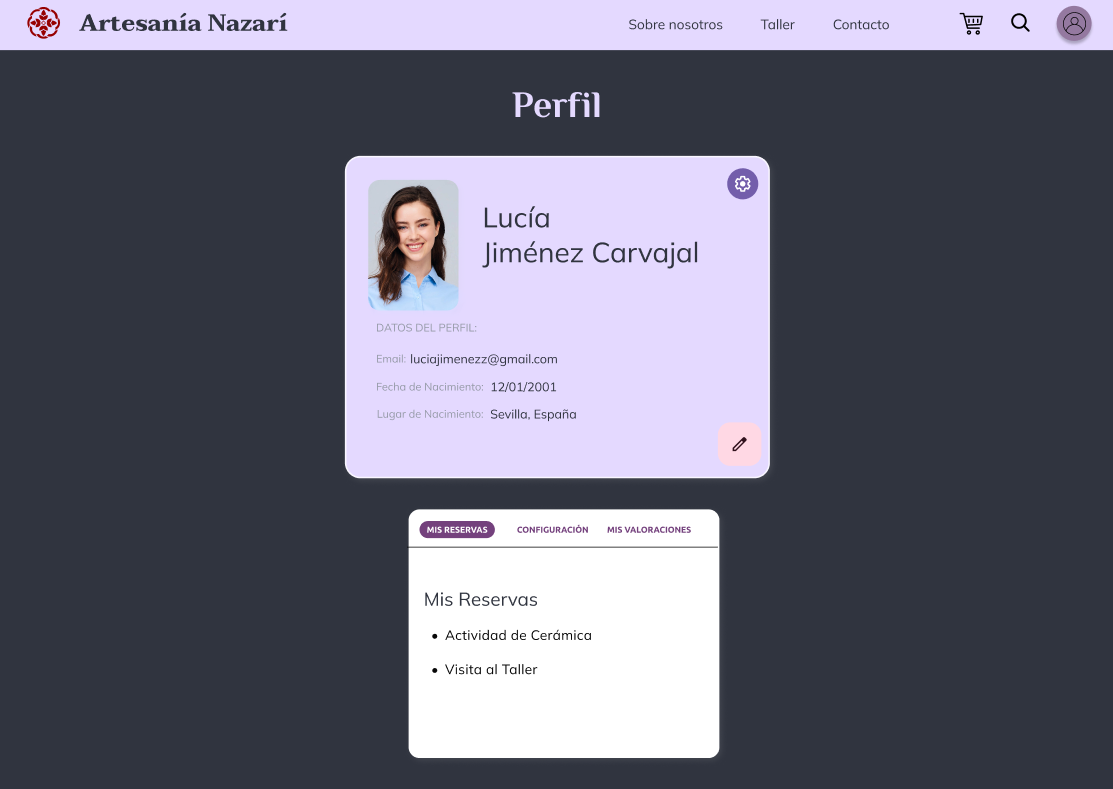 Artesanía Nazarí
Sobre nosotros Taller Contacto
Perfil
Lucía
Jiménez Carvajal
DATOS DEL PERFIL:
Email: luciajimenezz@gmail.com
Fecha de Nacimiento: 12/01/2001
Lugar de Nacimiento: Sevilla, España
MIS RESERVAS CONFIGURACIÓN MIS VALORACIONES
Mis Reservas
• Actividad de Cerámica
• Visita al Taller